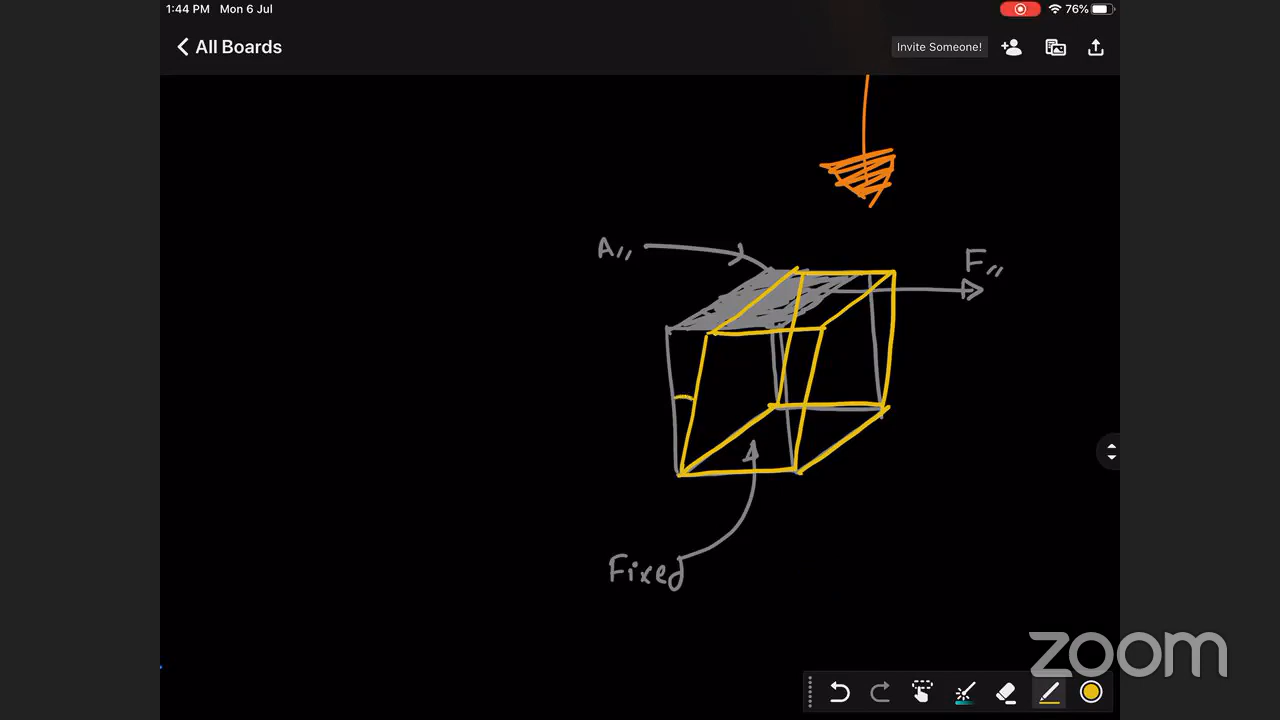 1:44 PM Mon 6 Jul
76%
All Boards
Invite Someone!
A//
F//
Fixed
zoom